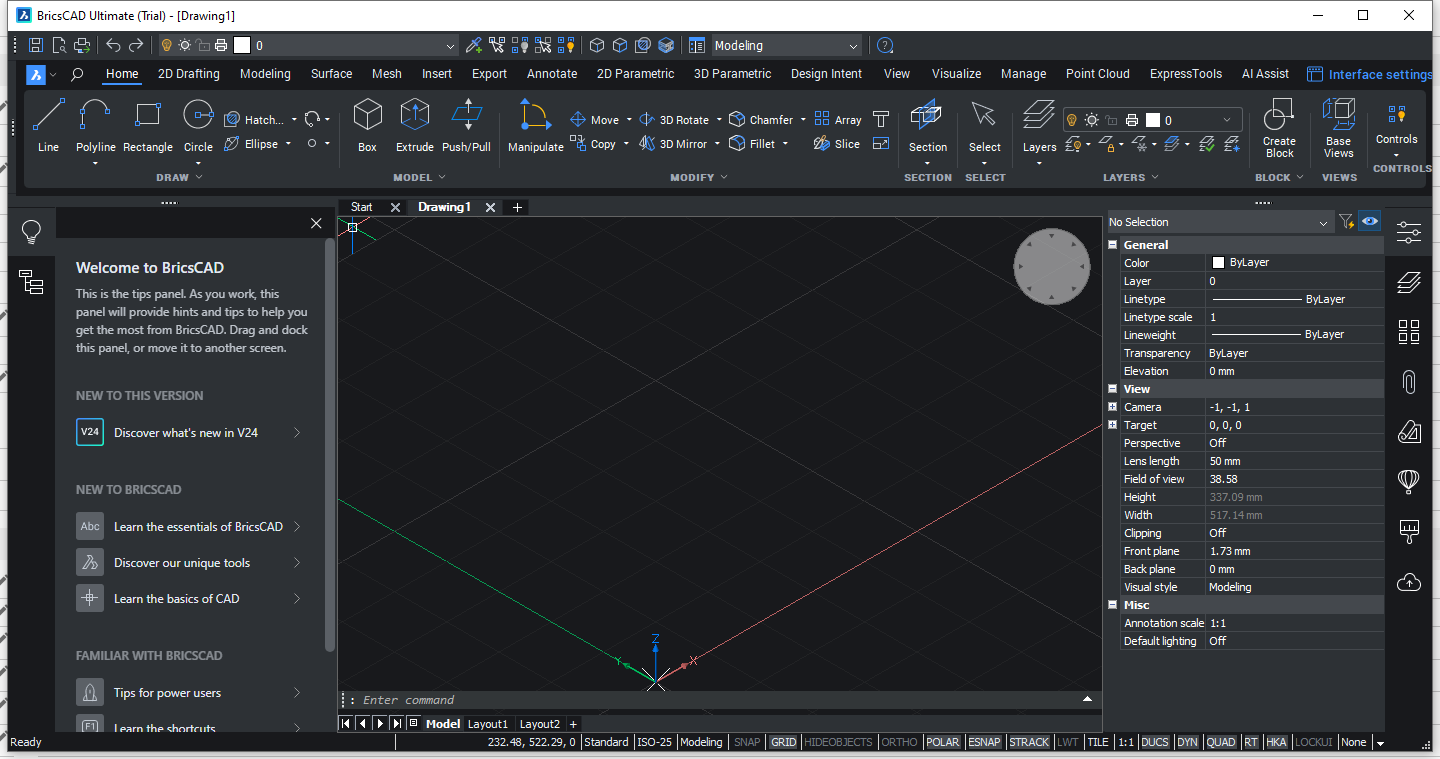 BricsCAD Ultimate (Trial) - [Drawing1]
0 Modeling ?
Home 2D Drafting Modeling Surface Mesh Insert Export Annotate 2D Parametric 3D Parametric Design Intent View Visualize Manage Point Cloud ExpressTools AI Assist Interface settings
Line Polyline Rectangle Circle Hatch... Ellipse
DRAW
Box Extrude Push/Pull
MODEL
Manipulate Move Copy 3D Rotate 3D Mirror Chamfer Fillet Array Slice
MODIFY
Section
SECTION
Select
SELECT
Layers 0
LAYERS
Create
Block
BLOCK
Base
Views
VIEWS
Controls
CONTROLS
Start Drawing1 +
Welcome to BricsCAD
This is the tips panel. As you work, this
panel will provide hints and tips to help you
get the most from BricsCAD. Drag and dock
this panel, or move it to another screen.
NEW TO THIS VERSION
V24 Discover what's new in V24
NEW TO BRICSCAD
Abc Learn the essentials of BricsCAD
Discover our unique tools
Learn the basics of CAD
FAMILIAR WITH BRICSCAD
Tips for power users
F1 Learn the shortcuts
Z
Y X
: Enter command
Model Layout1 Layout2 +
No Selection
General
Color ByLayer
Layer 0
Linetype ByLayer
Linetype scale 1
Lineweight ByLayer
Transparency ByLayer
Elevation 0 mm
View
Camera -1, -1, 1
Target 0, 0, 0
Perspective Off
Lens length 50 mm
Field of view 38.58
Height 337.09 mm
Width 517.14 mm
Clipping Off
Front plane 1.73 mm
Back plane 0 mm
Visual style Modeling
Misc
Annotation scale 1:1
Default lighting Off
Ready 232.48, 522.29, 0 Standard ISO-25 Modeling SNAP GRID HIDEOBJECTS ORTHO POLAR ESNAP STRACK LWT TILE 1:1 DUCS DYN QUAD RT HKA LOCKUI None